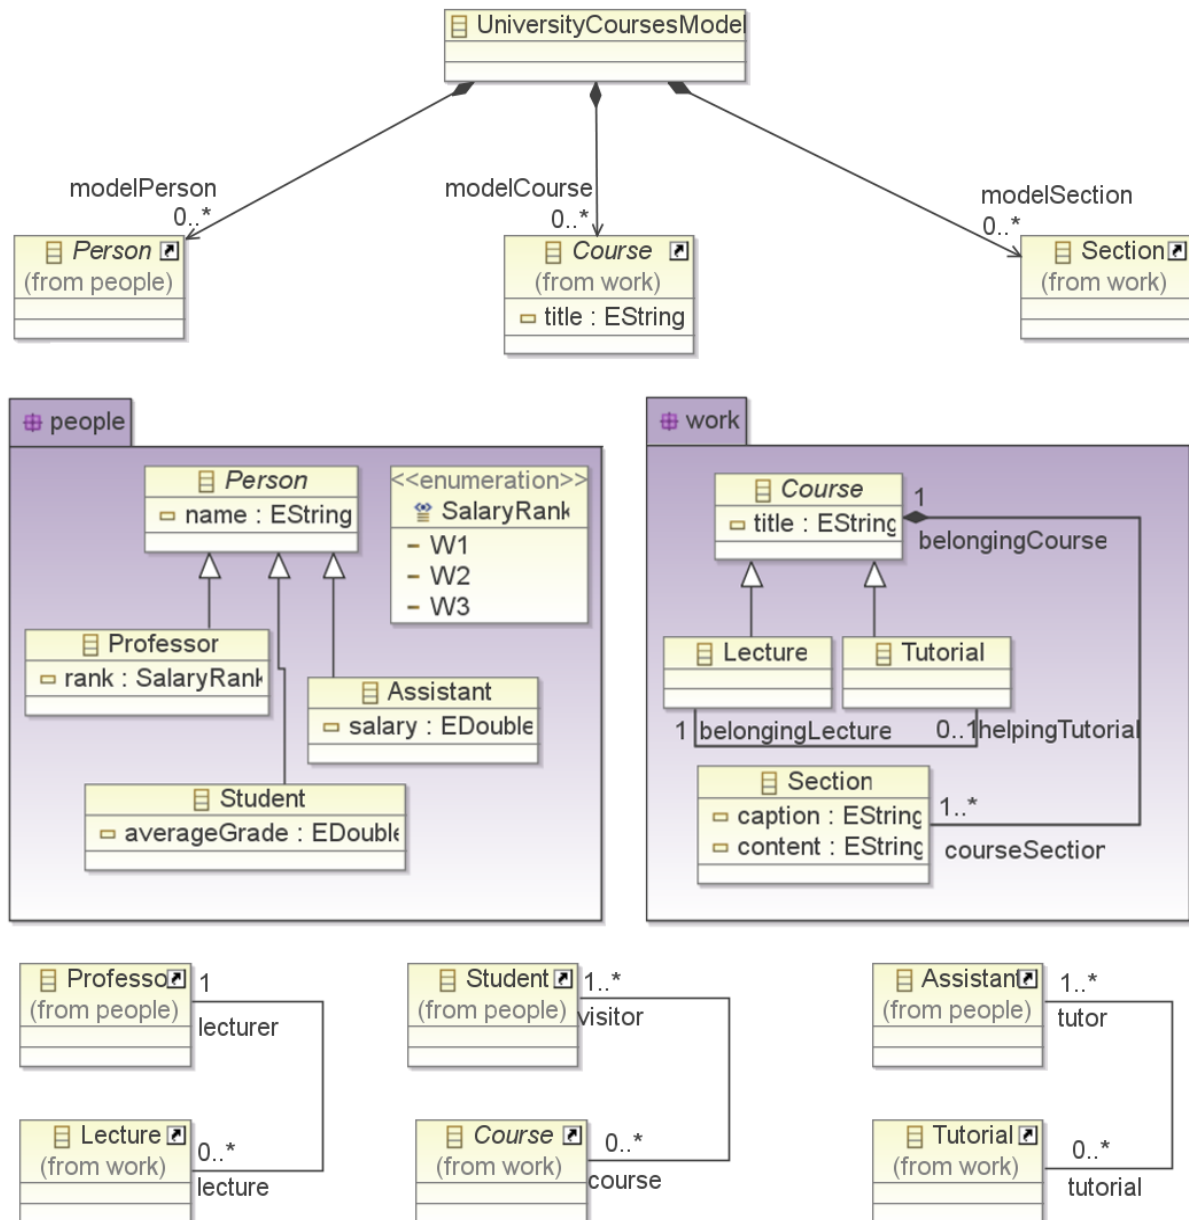 UniversityCoursesModel
modelPerson
0..*
modelCourse
0..*
modelSection
0..*
Person
(from people)
Course
(from work)
title : EString
Section
(from work)
people
Person
name : EString
<<enumeration>>
SalaryRank
W1
W2
W3
Professor
rank : SalaryRank
Assistant
salary : EDouble
Student
averageGrade : EDouble
work
Course
title : EString
1
belongingCourse
Lecture
Tutorial
1 belongingLecture
0..1 helpingTutorial
Section
caption : EString
content : EString
1..*
courseSection
Professo
(from people)
1
lecturer
Lecture
(from work)
0..*
lecture
Student
(from people)
1..*
visitor
Course
(from work)
0..*
course
Assistant
(from people)
1..*
tutor
Tutorial
(from work)
0..*
tutorial